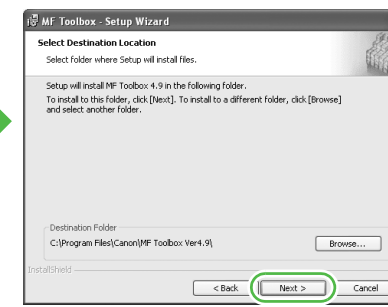 MF Toolbox - Setup Wizard
Select Destination Location
Select folder where Setup will install files.
Setup will install MF Toolbox 4.9 in the following folder.
To install to this folder, click [Next]. To install to a different folder, click [Browse]
and select another folder.
Destination Folder
C:\Program Files\Canon\MF Toolbox Ver4.9\
Browse...
InstallShield
< Back
Next >
Cancel